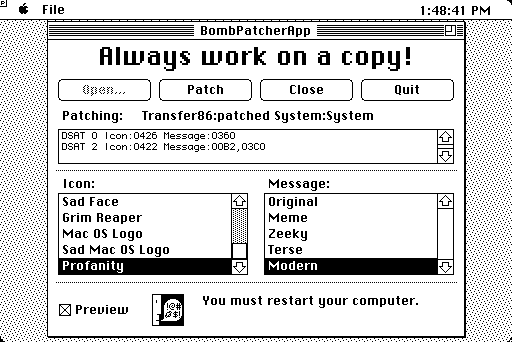 File
1:48:41 PM
BombPatcherApp
Always work on a copy!
Open...
Patch
Close
Quit
Patching: Transfer86:patched System:System
DSAT 0 Icon:0426 Message:0360
DSAT 2 Icon:0422 Message:00B2,03C0
Icon:
Sad Face
Grim Reaper
Mac OS Logo
Sad Mac OS Logo
Profanity
Message:
Original
Meme
Zeeky
Terse
Modern
Preview
!@#
$!
You must restart your computer.